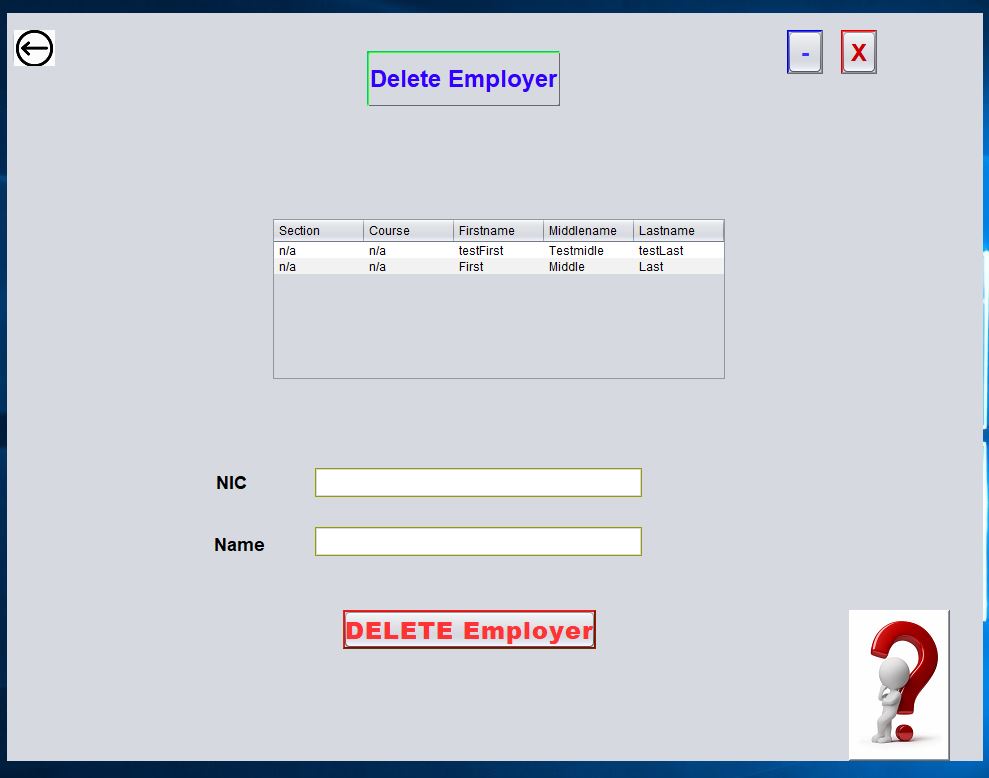 Delete Employer
-
X
Section Course Firstname Middlename Lastname
n/a n/a testFirst Testmidle testLast
n/a n/a First Middle Last
NIC
Name
DELETE Employer
?